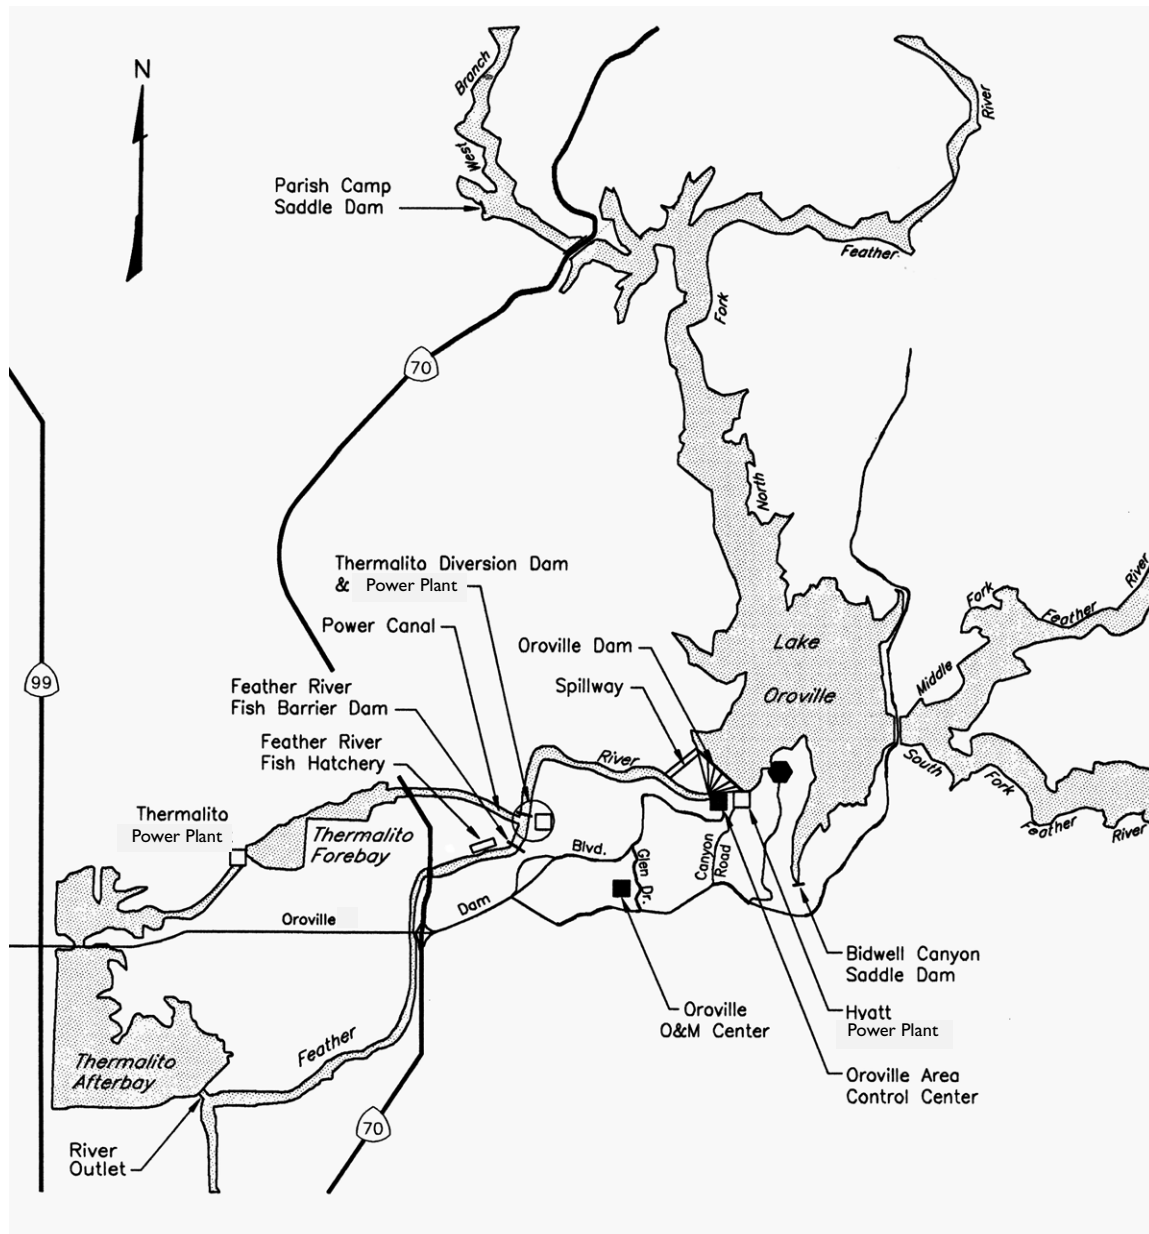 N
Branch
West
River
Parish Camp
Saddle Dam
Feather
Fork
70
North
Thermalito Diversion Dam
& Power Plant
Power Canal
Oroville Dam
Spillway
Lake
Oroville
Fork
Feather
River
Middle
99
Feather River
Fish Barrier Dam
Feather River
Fish Hatchery
River
South
Fork
Feather
River
Thermalito
Power Plant
Thermalito
Forebay
Blvd.
Glen Dr.
Canyon
Road
Dam
Oroville
Bidwell Canyon
Saddle Dam
Oroville
O&M Center
Hvatt
Power Plant
Feather
Thermalito
Afterbay
Oroville Area
Control Center
70
River
Outlet